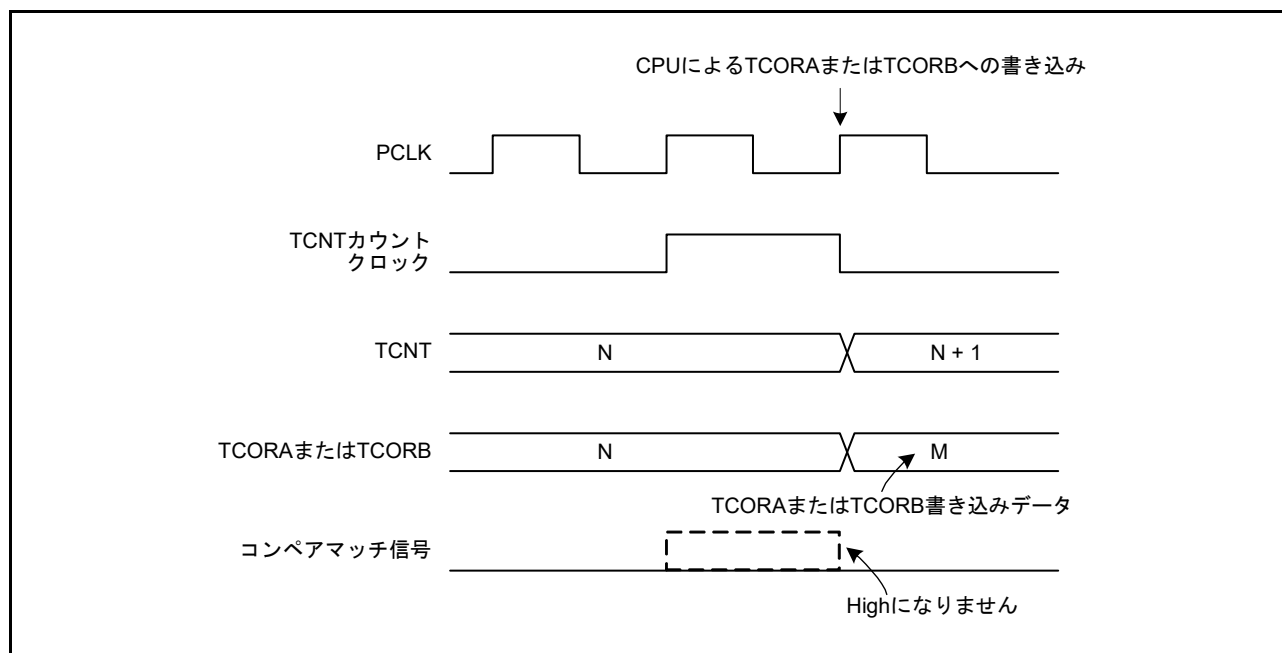 CPUによるTCORAまたはTCORBへの書き込み
PCLK
TCNTカウント
クロック
TCNT
N
N + 1
TCORAまたはTCORB
N
M
TCORAまたはTCORB書き込みデータ
コンペアマッチ信号
Highになりません